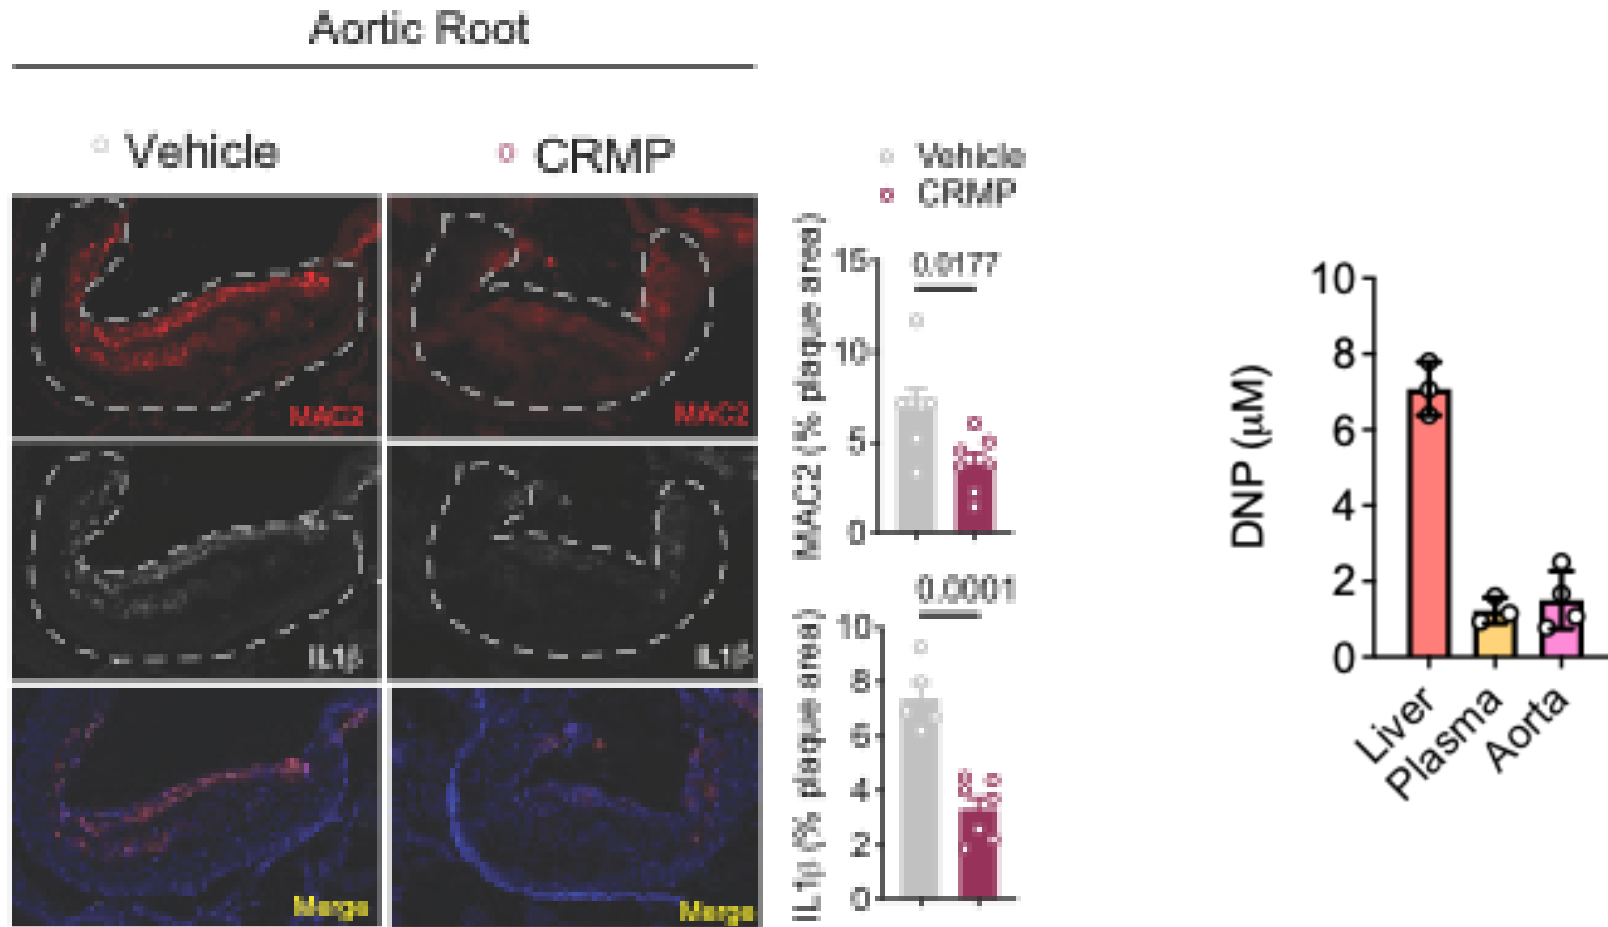 Aortic Root
Vehicle
CRMP
MAC2
MAC2
IL1β
IL1β
Merge
Merge
Vehicle
CRMP
MAC2 (% plaque area)
15
10
5
0
0.0177
IL1β (% plaque area)
10
8
6
4
2
0
0.0001
DNP (μM)
10
8
6
4
2
0
Liver
Plasma
Aorta